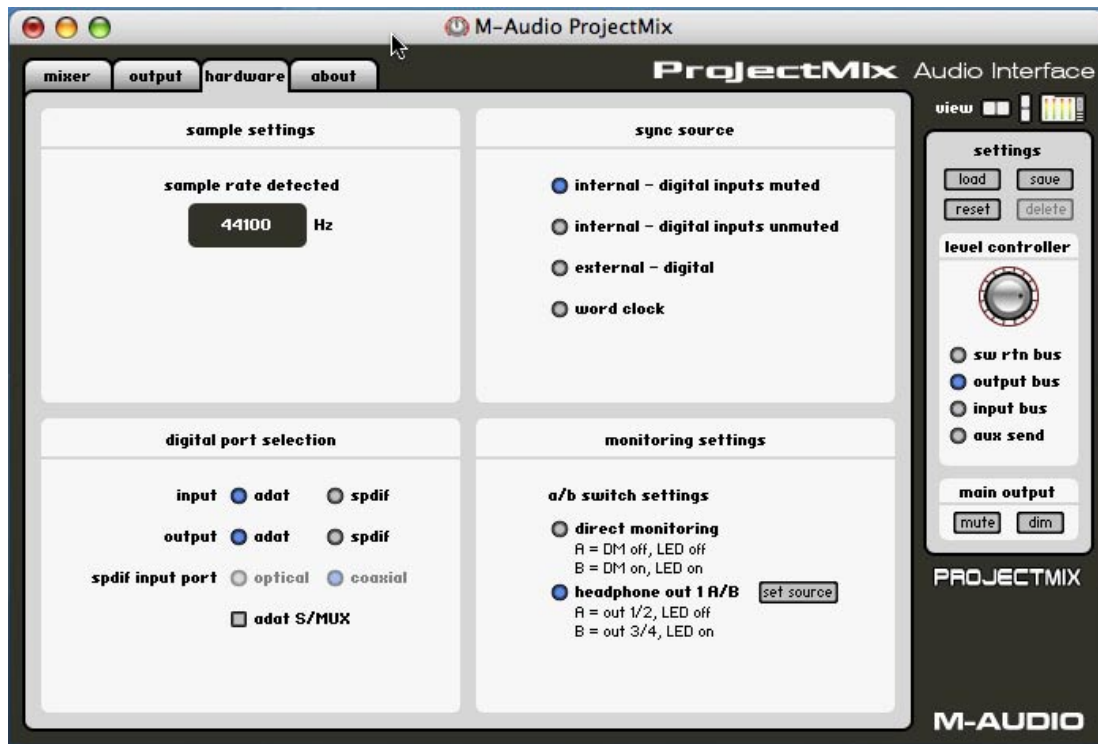 M-Audio ProjectMix
mixer output hardware about
ProjectMix Audio Interface
view
sample settings
sample rate detected
44100 Hz
sync source
internal - digital inputs muted
internal - digital inputs unmuted
external - digital
word clock
digital port selection
input adat spdif
output adat spdif
spdif input port optical coaxial
adat S/MUX
monitoring settings
a/b switch settings
direct monitoring
A = DM off, LED off
B = DM on, LED on
headphone out 1 A/B set source
A = out 1/2, LED off
B = out 3/4, LED on
settings
load save
reset delete
level controller
sw rtn bus
output bus
input bus
aux send
main output
mute dim
PROJECTMIX
M-AUDIO